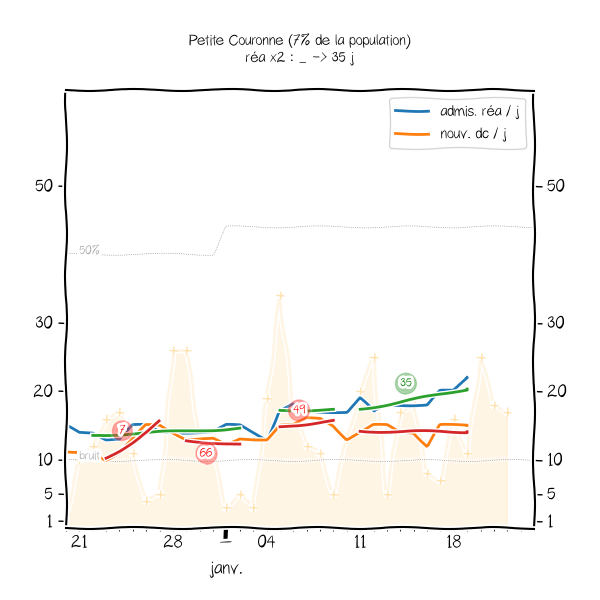 Petite Couronne (7% de la population)
réa x2 : _ -> 35 j
admis. réa / j
nouv. dc / j
50 50
50%
30 30
35
20 20
49
7
66
bruit
10 10
5 5
1 1
21 28 _ 04 11 18
janv.